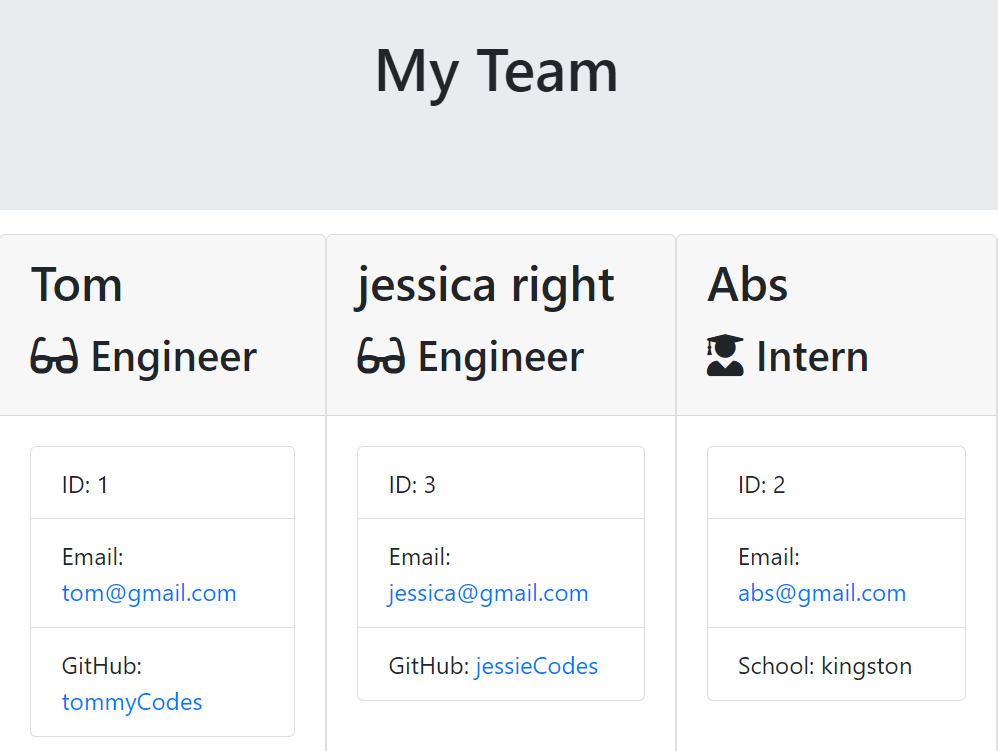 My Team
Tom
Engineer
ID: 1
Email:
tom@gmail.com
GitHub:
tommyCodes
jessica right
Engineer
ID: 3
Email:
jessica@gmail.com
GitHub: jessieCodes
Abs
Intern
ID: 2
Email:
abs@gmail.com
School: kingston